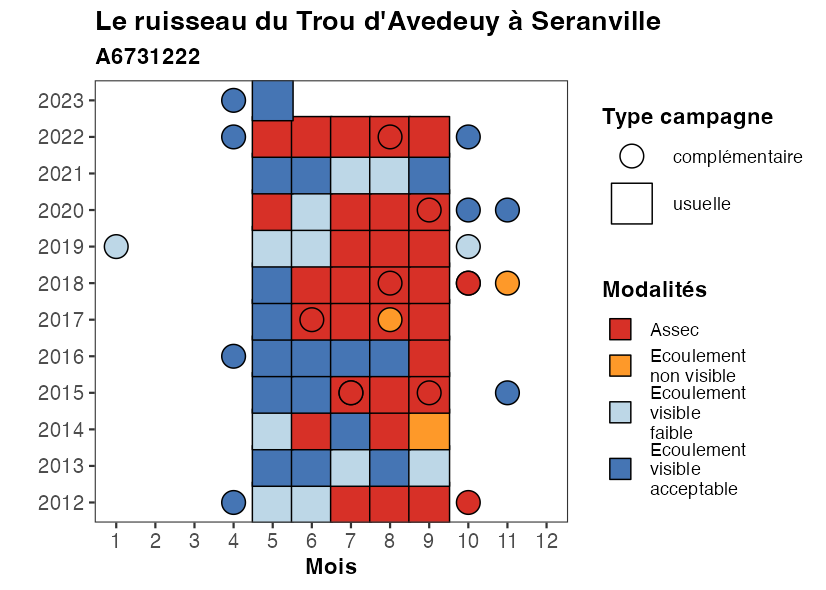 Le ruisseau du Trou d'Avedeuy à Seranville
A6731222
2023
2022
2021
2020
2019
2018
2017
2016
2015
2014
2013
2012
1 2 3 4 5 6 7 8 9 10 11 12
Mois
Type campagne
complémentaire
usuelle
Modalités
Assec
Ecoulement
non visible
Ecoulement
visible
faible
Ecoulement
visible
acceptable